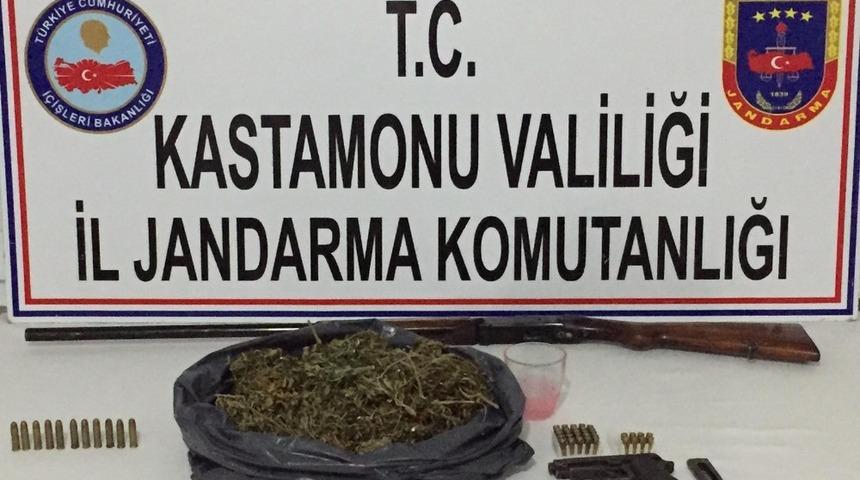 TÜRKİYE CUMHURİYETİ
İÇİŞLERİ BAKANLIĞI
T.C.
KASTAMONU VALİLİĞİ
İL JANDARMA KOMUTANLIĞI
1839
JANDARMA